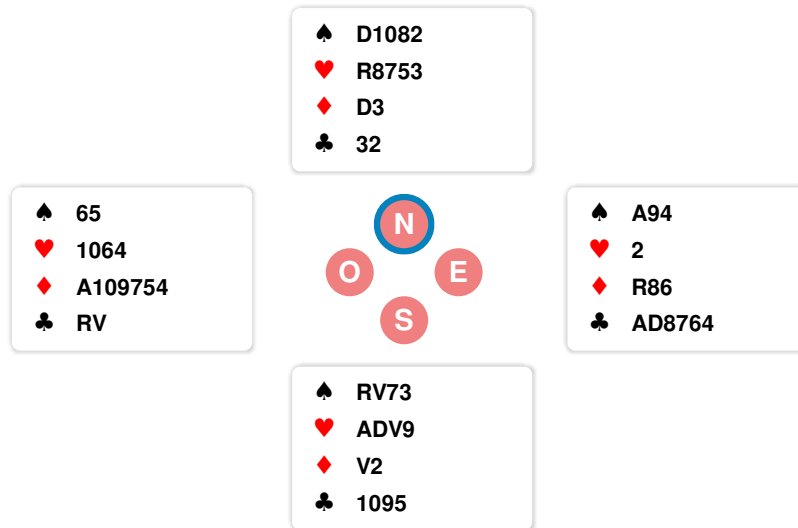 ♠ D1082
♥ R8753
♦ D3
♣ 32
♠ 65
♥ 1064
♦ A109754
♣ RV
N
O E
S
♠ A94
♥ 2
♦ R86
♣ AD8764
♠ RV73
♥ ADV9
♦ V2
♣ 1095